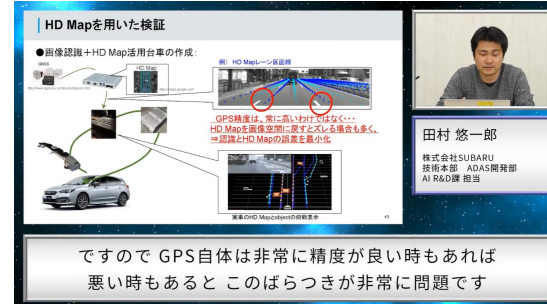 HD Mapを用いた検証
●画像認識+HD Map活用台車の作成:
GNSS
HD Map
例) HD Mapレーン区画線
GPS精度は、常に高いわけではなく・・・
HD Mapを画像空間に戻すとズレる場合も多く、
⇒認識とHD Mapの誤差を最小化
実車のHD Mapとobjectの俯瞰表示
田村 悠一郎
株式会社SUBARU
技術本部 ADAS開発部
AI R&D課 担当
ですので GPS自体は非常に精度が良い時もあれば
悪い時もあると このばらつきが非常に問題です